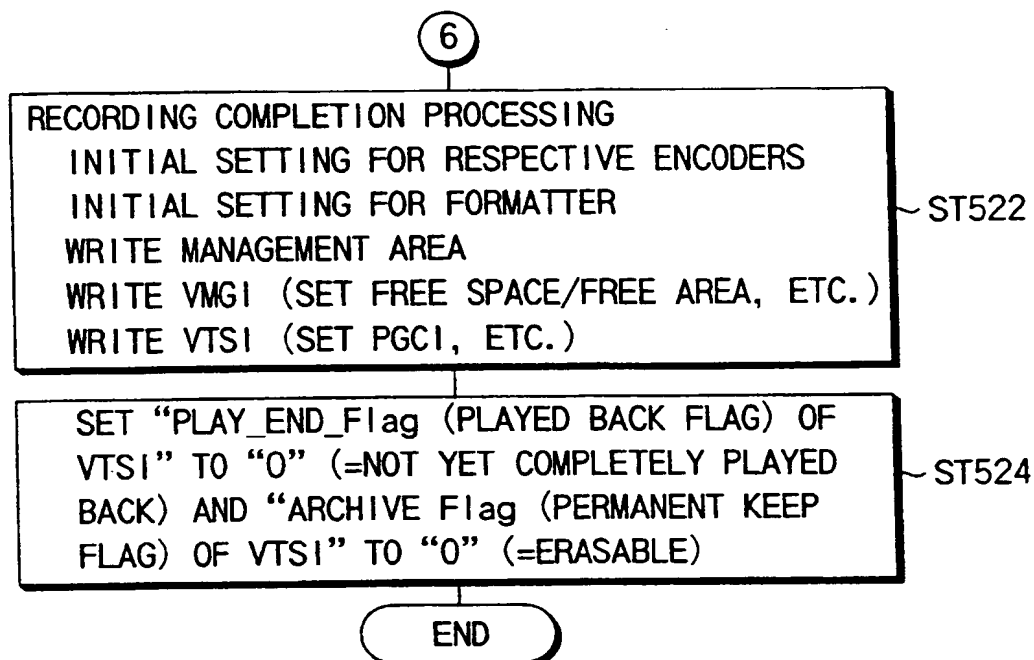 6
RECORDING COMPLETION PROCESSING
INITIAL SETTING FOR RESPECTIVE ENCODERS
INITIAL SETTING FOR FORMATTER
WRITE MANAGEMENT AREA
WRITE VMGI (SET FREE SPACE/FREE AREA, ETC.)
WRITE VTSI (SET PGCI, ETC.)
ST522
SET “PLAY_END_Flag (PLAYED BACK FLAG) OF
VTSI” TO “0” (=NOT YET COMPLETELY PLAYED
BACK) AND “ARCHIVE Flag (PERMANENT KEEP
FLAG) OF VTSI” TO “0” (=ERASABLE)
ST524
END